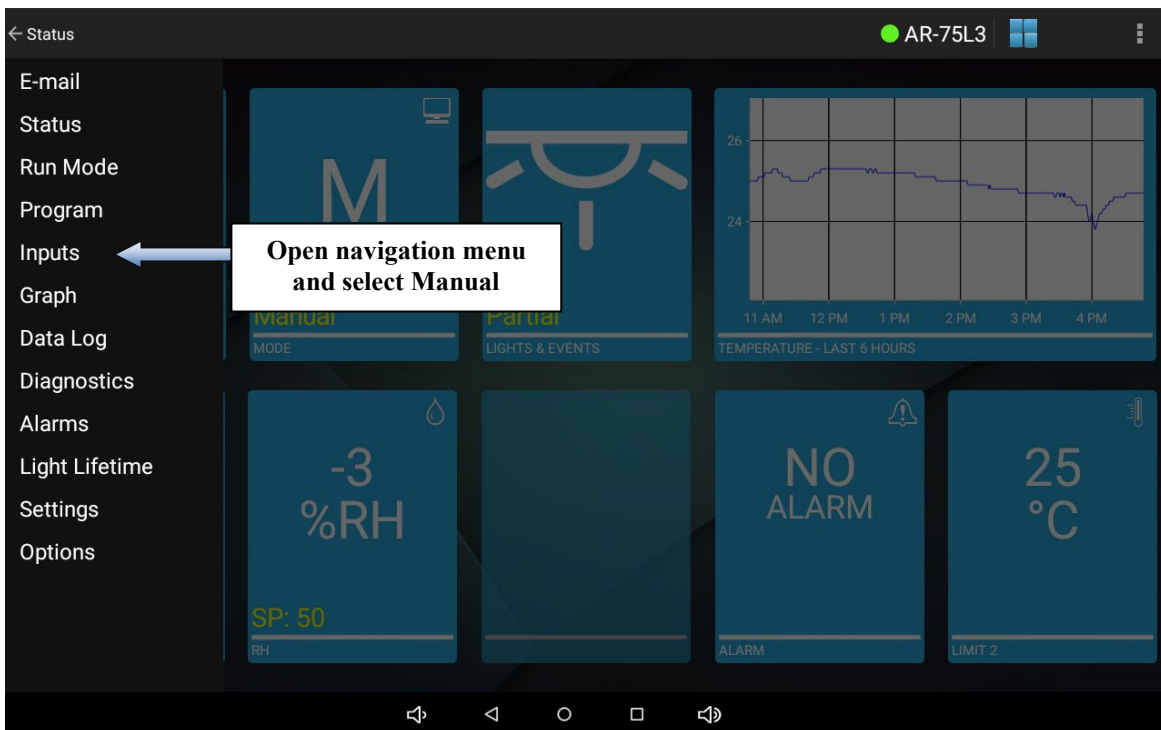 Status
AR-75L3
E-mail
Status
Run Mode
Program
Inputs
Graph
Data Log
Diagnostics
Alarms
Light Lifetime
Settings
Options
Open navigation menu
and select Manual
M
Manual
MODE
Partial
LIGHTS & EVENTS
26
24
11 AM 12 PM 1 PM 2 PM 3 PM 4 PM
TEMPERATURE - LAST 6 HOURS
-3
%RH
SP: 50
RH
NO
ALARM
ALARM
25
°C
LIMIT 2